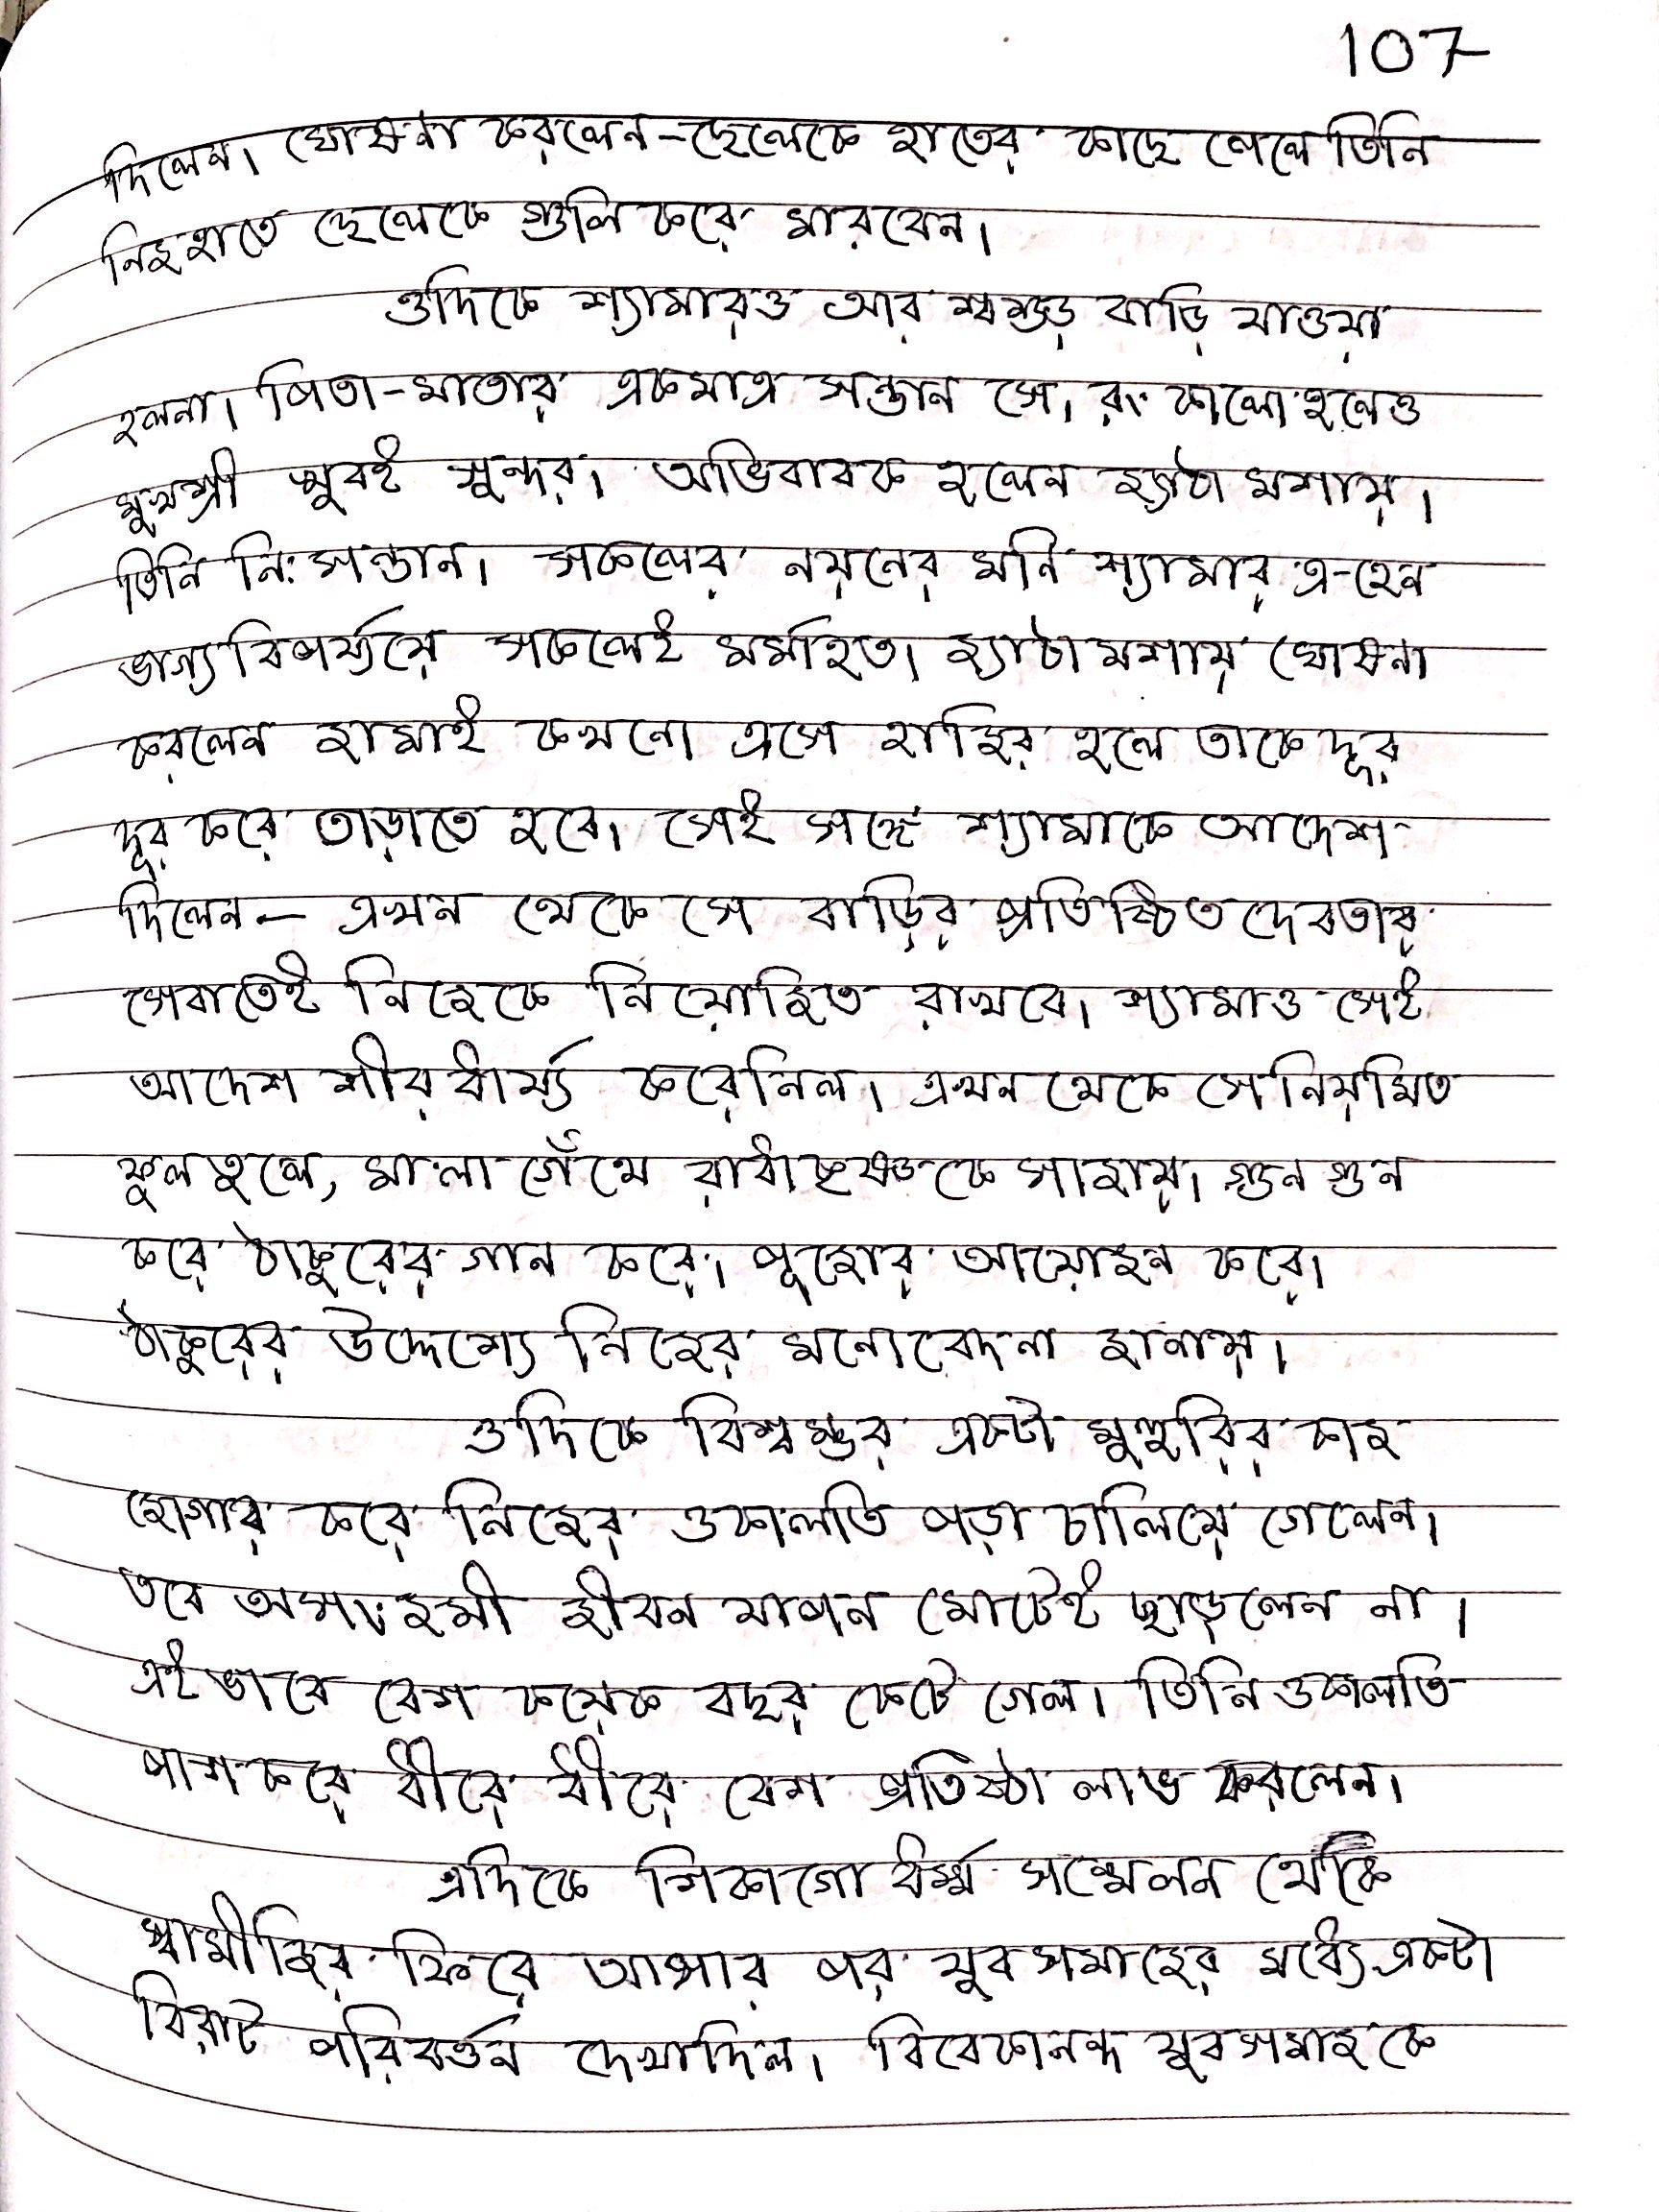 107
দিলেন। ঘোষনা করলেন-ছেলেকে হাতের কাছে পেলে তিনি
নিজহাতে ছেলেকে গুলি করে মারবেন।
ওদিকে শ্যামারও আর শ্বশুড় বাড়ি যাওয়া
হলনা। পিতা-মাতার একমাত্র সন্তান সে। রং কালো হলেও
মুখশ্রী খুবই সুন্দর। অভিবাবক হলেন জ্যাঠা মশায়।
তিনি নিঃসন্তান। সকলের নয়নের মনি শ্যামার এ-হেন
ভাগ্যবিপর্যয়ে সকলেই মর্মাহত। জ্যাঠা মশায় ঘোষনা
করলেন জামাই কখনো এসে হাজির হলে তাকে দূর
দূর করে তাড়াতে হবে। সেই সঙ্গে শ্যামাকে আদেশ
দিলেন— এখন থেকে সে বাড়ির প্রতিষ্ঠিত দেবতার
সেবাতেই নিজেকে নিয়োজিত রাখবে। শ্যামাও সেই
আদেশ শীরধার্য্য করেনিল। এখন থেকে সে নিয়মিত
ফুল তুলে, মালা গেঁথে রাধাকৃষ্ণকে সাজায়। গুন গুন
করে ঠাকুরের গান করে। পূজোর আয়োজন করে।
ঠাকুরের উদ্দেশ্যে নিজের মনোবেদনা জানায়।
ওদিকে বিশ্বম্ভর একটা মুহুরির কাজ
জোগার করে নিজের ওকালতি পড়া চালিয়ে গেলেন।
তবে অসংযমী জীবন যাপন মোটেই ছাড়লেন না।
এই ভাবে বেশ কয়েক বছর কেটে গেল। তিনি ওকালতি
পাশ করে ধীরে ধীরে বেশ প্রতিষ্ঠা লাভ করলেন।
এদিকে শিকাগো ধর্ম্ম সম্মেলন থেকে
স্বামীজির ফিরে আসার পর যুবসমাজের মধ্যে একটা
বিরাট পরিবর্ত্তন দেখাদিল। বিবেকানন্দ যুবসমাজকে